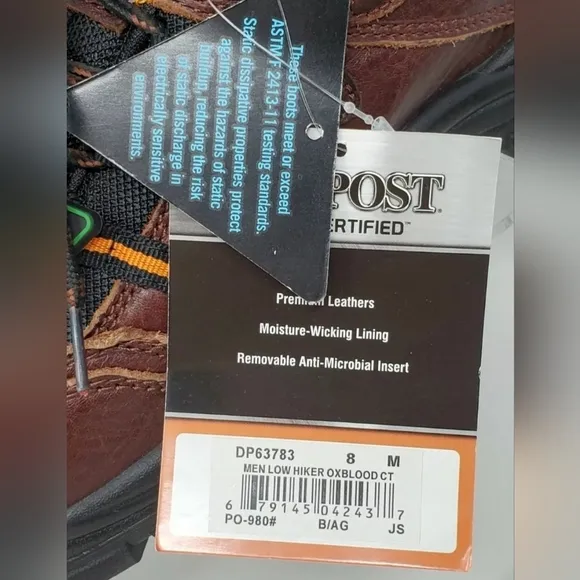 These boots meet or exceed
ASTM F 2413-11 testing standards.
Static dissipative properties protect
against the hazards of static
buildup, reducing the risk
of static discharge in
electrically sensitive
environments.
POST
ERTIFIED™
Premium Leathers
Moisture-Wicking Lining
Removable Anti-Microbial Insert
DP63783 8 M
MEN LOW HIKER OXBLOOD CT
6 79145 04243 7
PO-980# B/AG JS